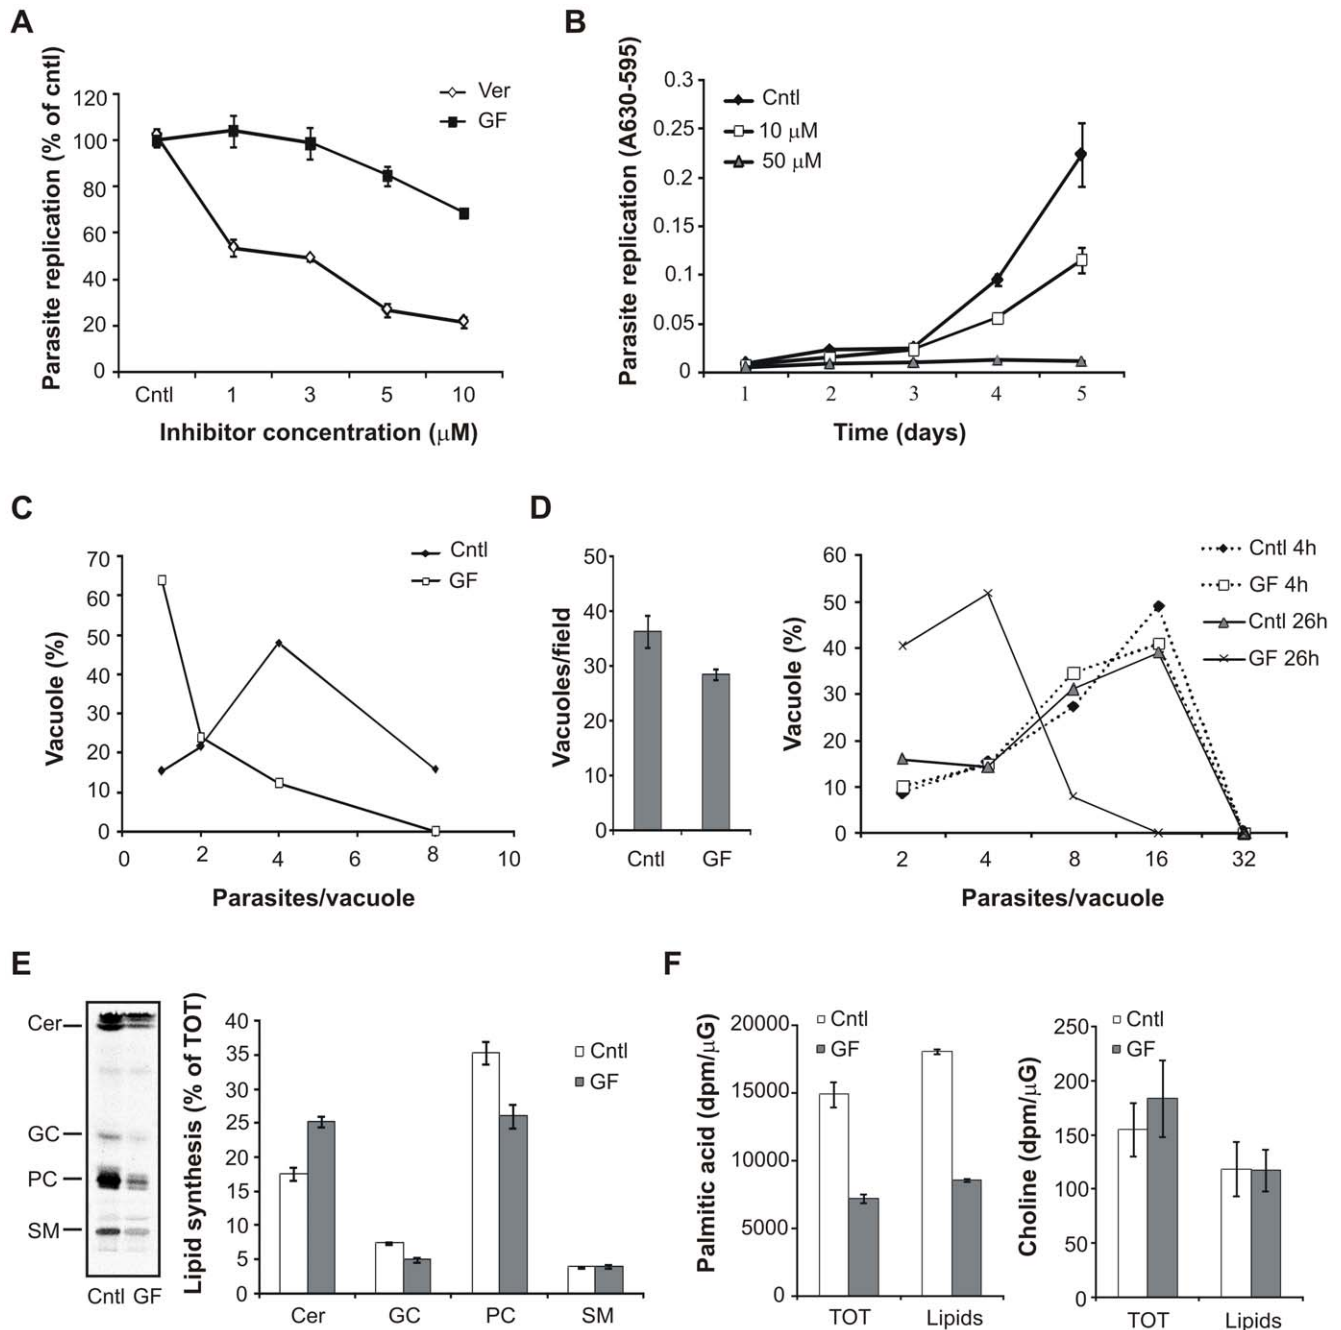 A
Parasite replication (% of cntl)
120
100
80
60
40
20
0
Ver
GF
Cntl 1 3 5 10
Inhibitor concentration (μM)
B
Parasite replication (A630-595)
0.3
0.25
0.2
0.15
0.1
0.05
0
Cntl
10 μM
50 μM
1 2 3 4 5
Time (days)
C
Vacuole (%)
70
60
50
40
30
20
10
0
Cntl
GF
0 2 4 6 8 10
Parasites/vacuole
D
Vacuoles/field
50
40
30
20
10
0
Cntl GF
Vacuole (%)
60
50
40
30
20
10
0
Cntl 4h
GF 4h
Cntl 26h
GF 26h
2 4 8 16 32
Parasites/vacuole
E
Cer
GC
PC
SM
Cntl GF
Lipid synthesis (% of TOT)
40
35
30
25
20
15
10
5
0
Cntl
GF
Cer GC PC SM
F
Palmitic acid (dpm/μG)
20000
15000
10000
5000
0
Cntl
GF
TOT Lipids
Choline (dpm/μG)
250
200
150
100
50
0
Cntl
GF
TOT Lipids